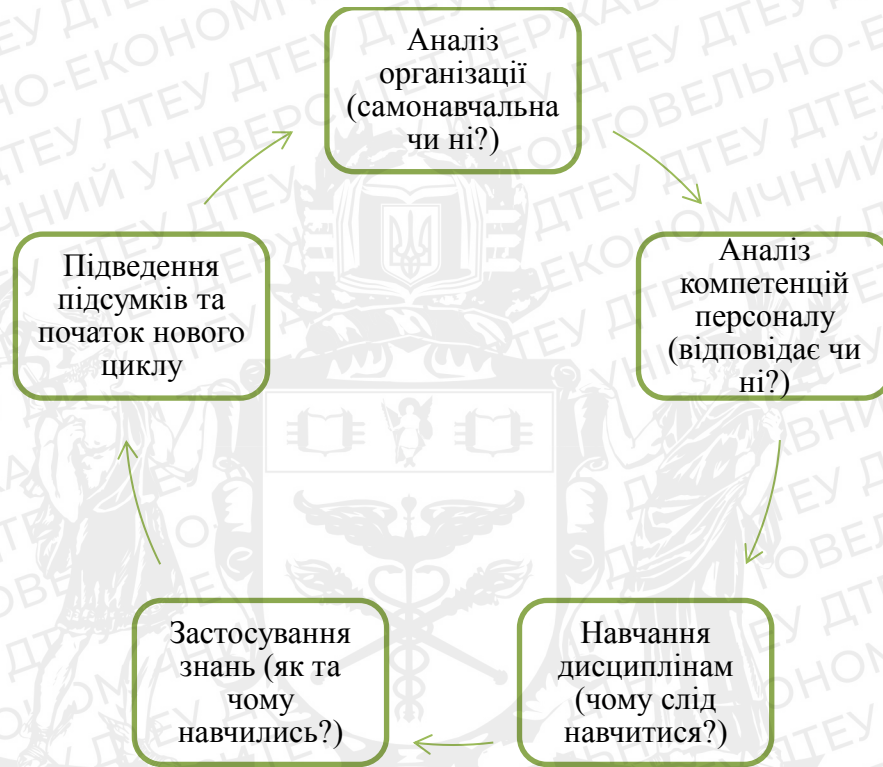 Аналіз
організації
(самонавчальна
чи ні?)
Аналіз
компетенцій
персоналу
(відповідає чи
ні?)
Навчання
дисциплінам
(чому слід
навчитися?)
Застосування
знань (як та
чому
навчились?)
Підведення
підсумків та
початок нового
циклу